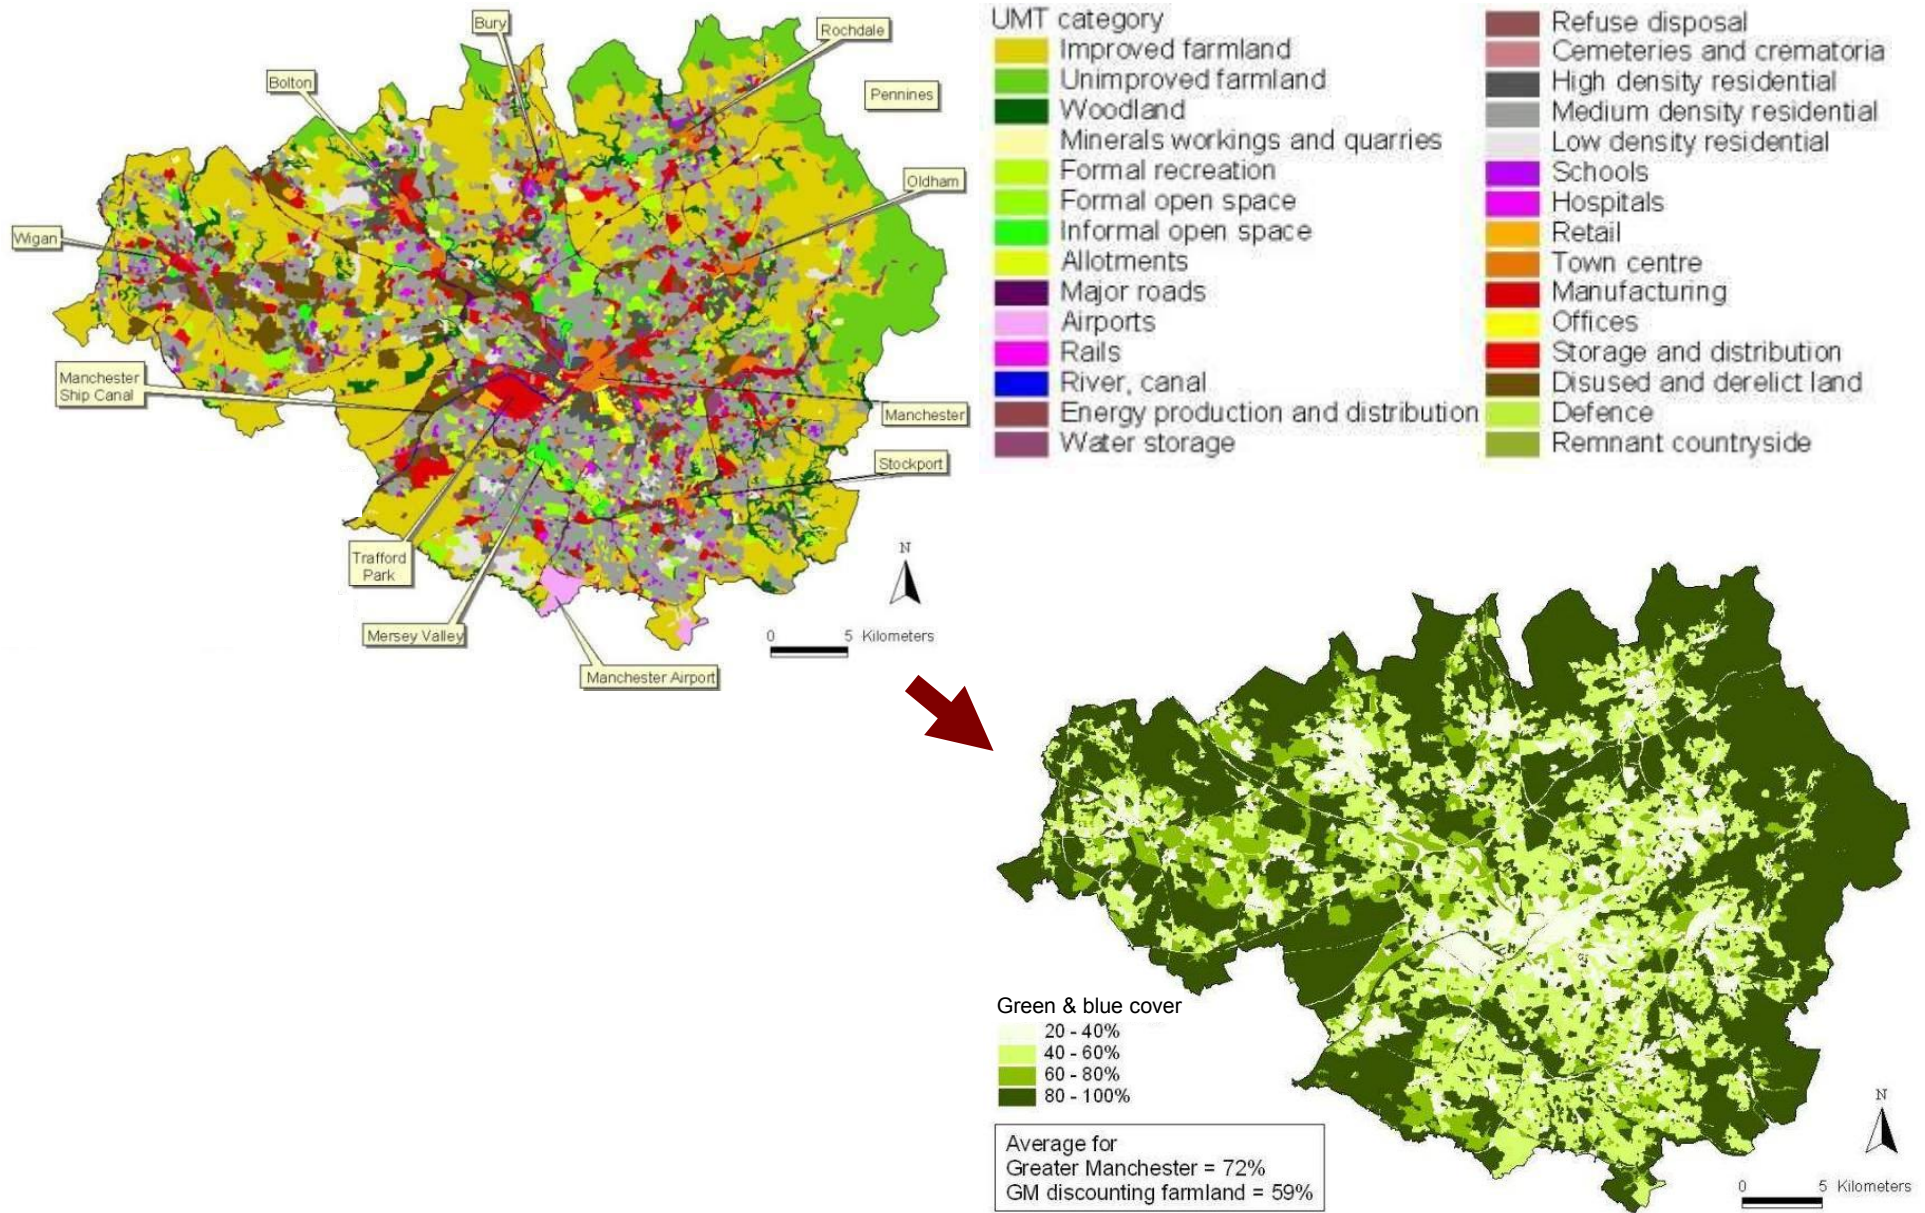 Bury
Rochdale
Bolton
Pennines
Oldham
Wigan
Manchester
Ship Canal
Manchester
Stockport
Trafford
Park
Mersey Valley
Manchester Airport
N
0 5 Kilometers
UMT category
Improved farmland
Unimproved farmland
Woodland
Minerals workings and quarries
Formal recreation
Formal open space
Informal open space
Allotments
Major roads
Airports
Rails
River, canal
Energy production and distribution
Water storage
Refuse disposal
Cemeteries and crematoria
High density residential
Medium density residential
Low density residential
Schools
Hospitals
Retail
Town centre
Manufacturing
Offices
Storage and distribution
Disused and derelict land
Defence
Remnant countryside
Green & blue cover
20 - 40%
40 - 60%
60 - 80%
80 - 100%
Average for
Greater Manchester = 72%
GM discounting farmland = 59%
N
0 5 Kilometers